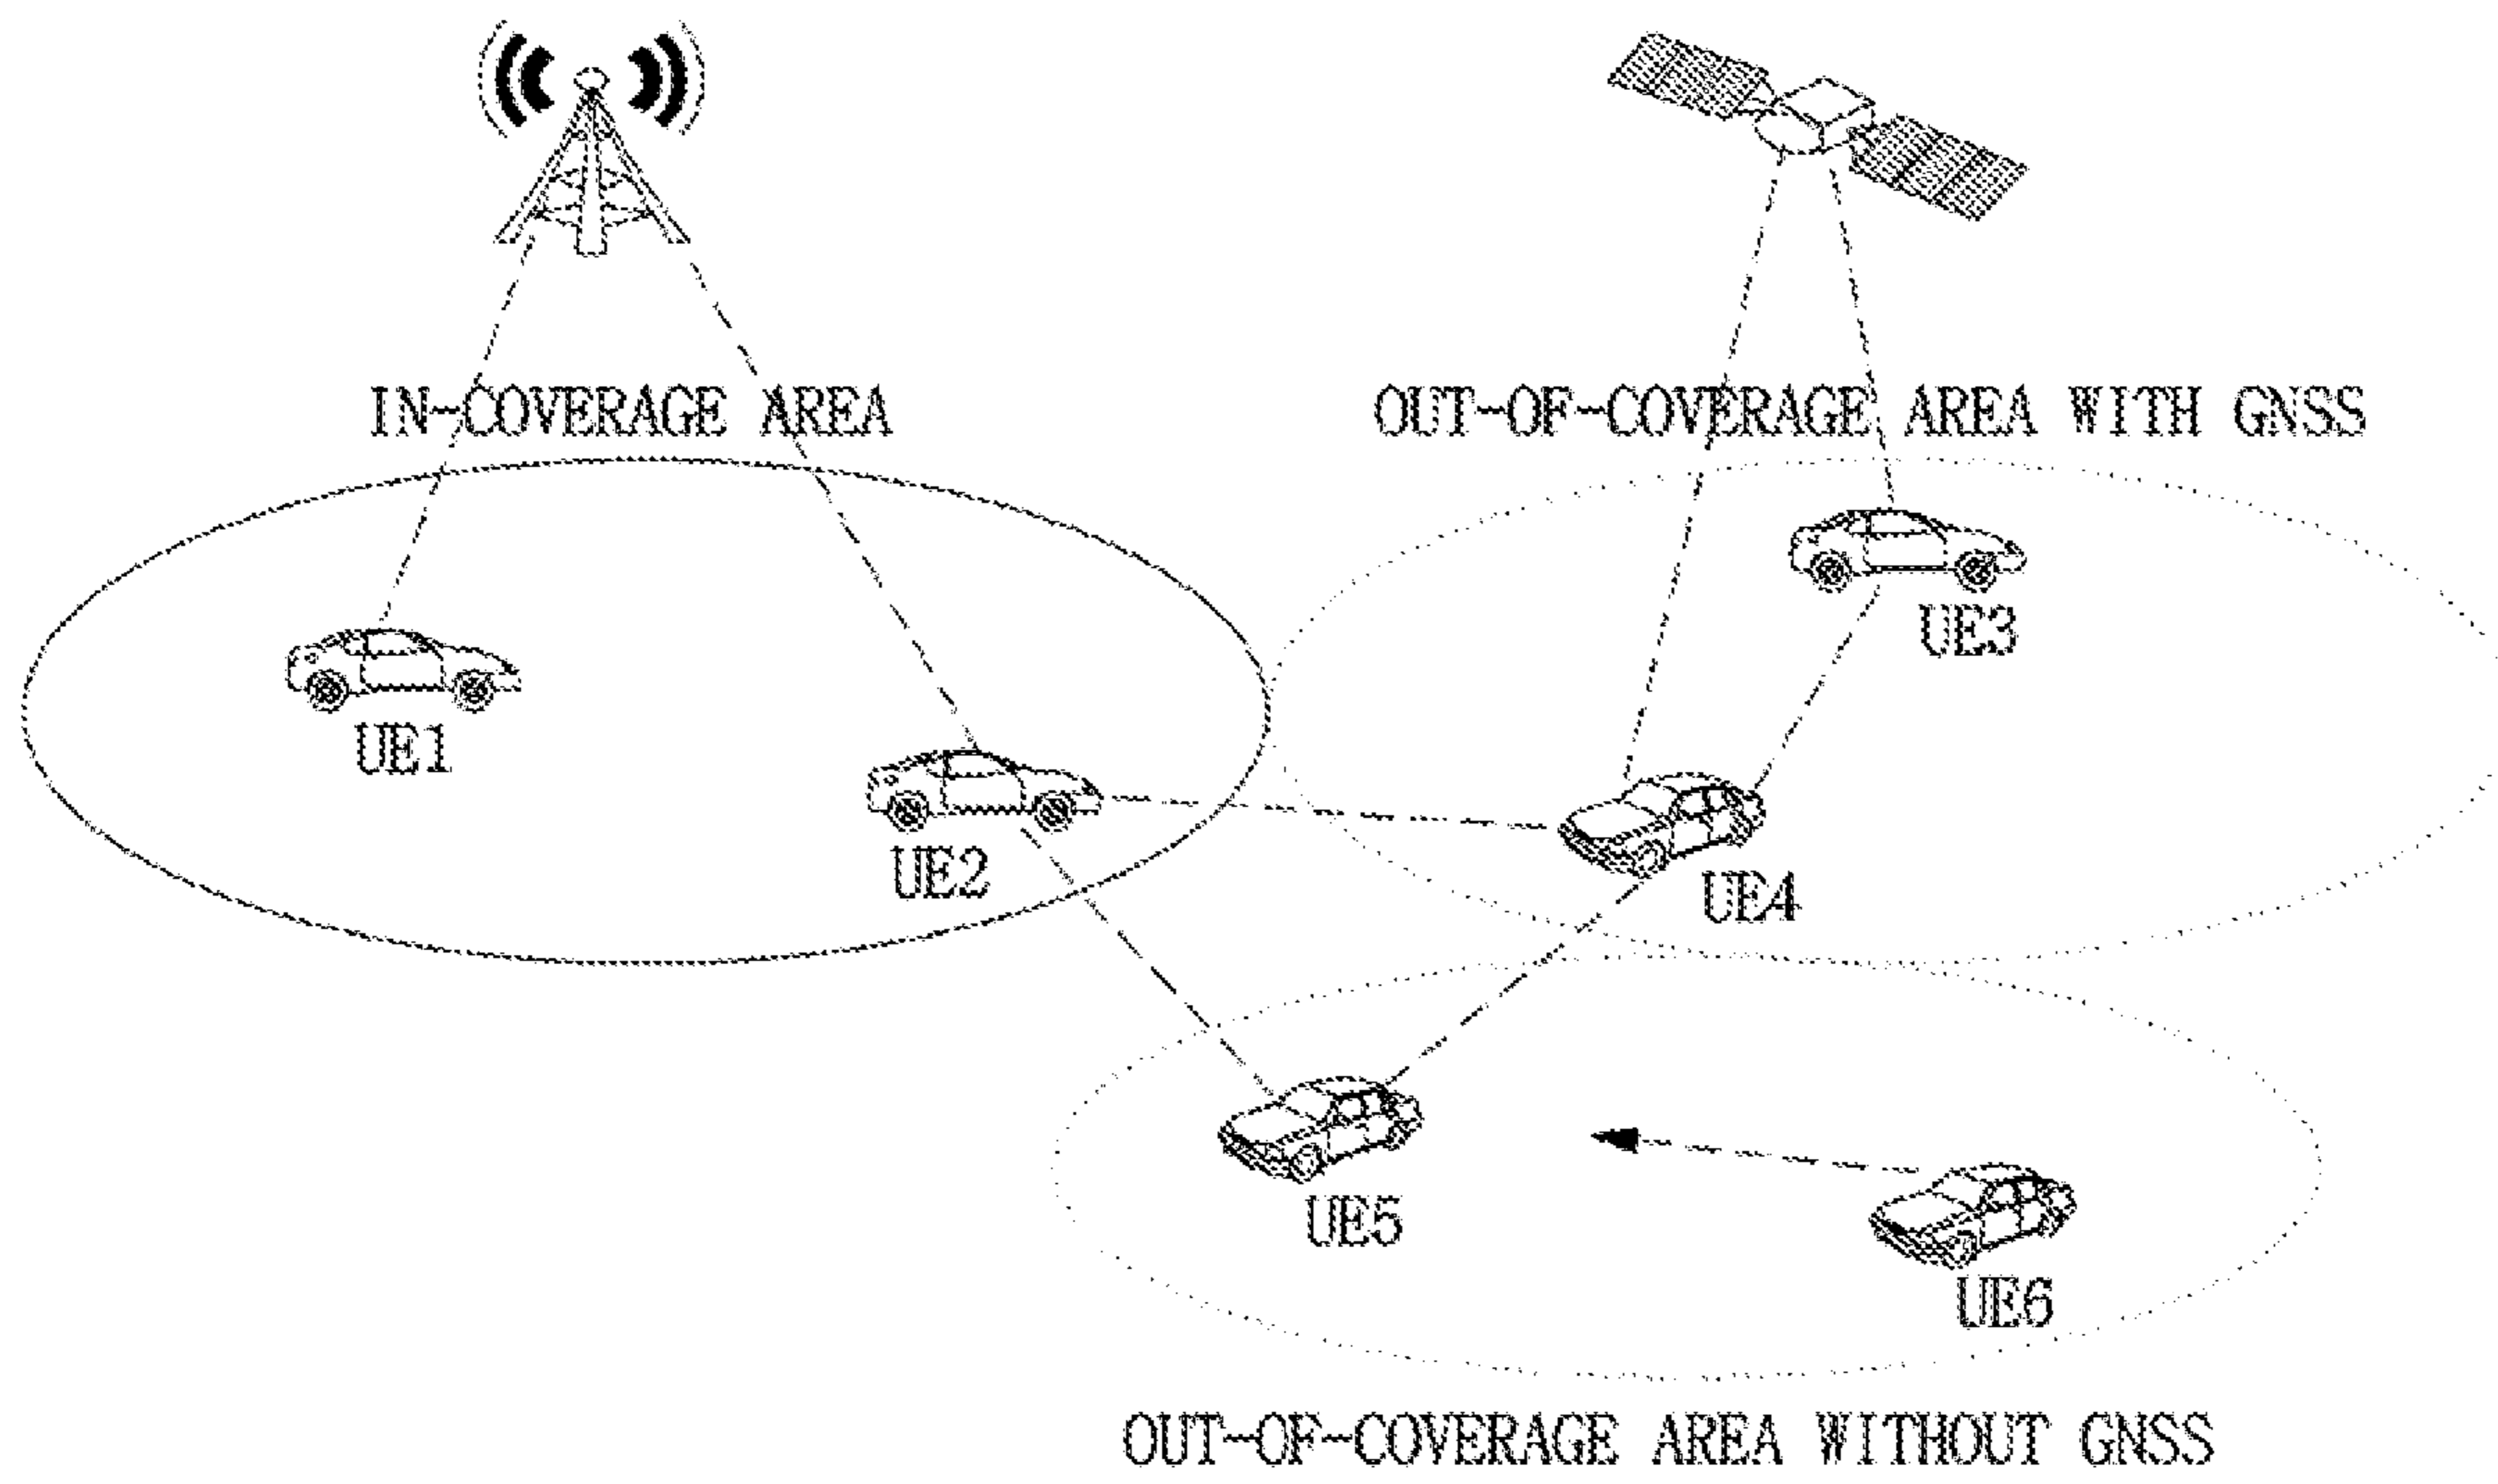 IN-COVERAGE AREA
OUT-OF-COVERAGE AREA WITH GNSS
UE3
UE1
UE2
UE4
UE5
UE6
OUT-OF-COVERAGE AREA WITHOUT GNSS